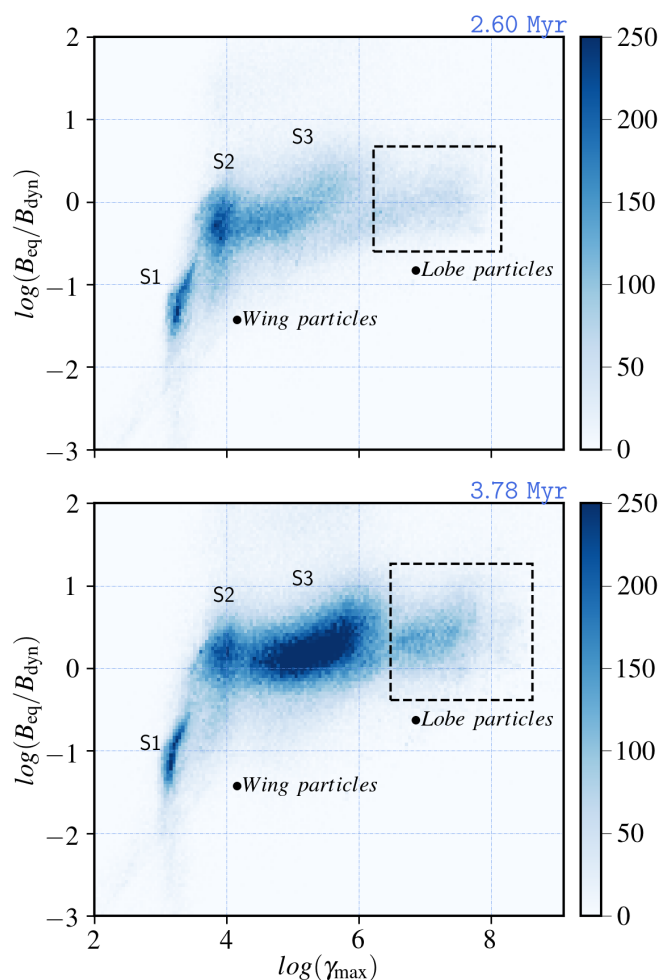 2.60 Myr
2
1
0
−1
−2
−3
log(B_eq/B_dyn)
S1
S2
S3
●Lobe particles
●Wing particles
250
200
150
100
50
0
3.78 Myr
2
1
0
−1
−2
−3
log(B_eq/B_dyn)
S1
S2
S3
●Lobe particles
●Wing particles
250
200
150
100
50
0
2 4 6 8
log(γ_max)